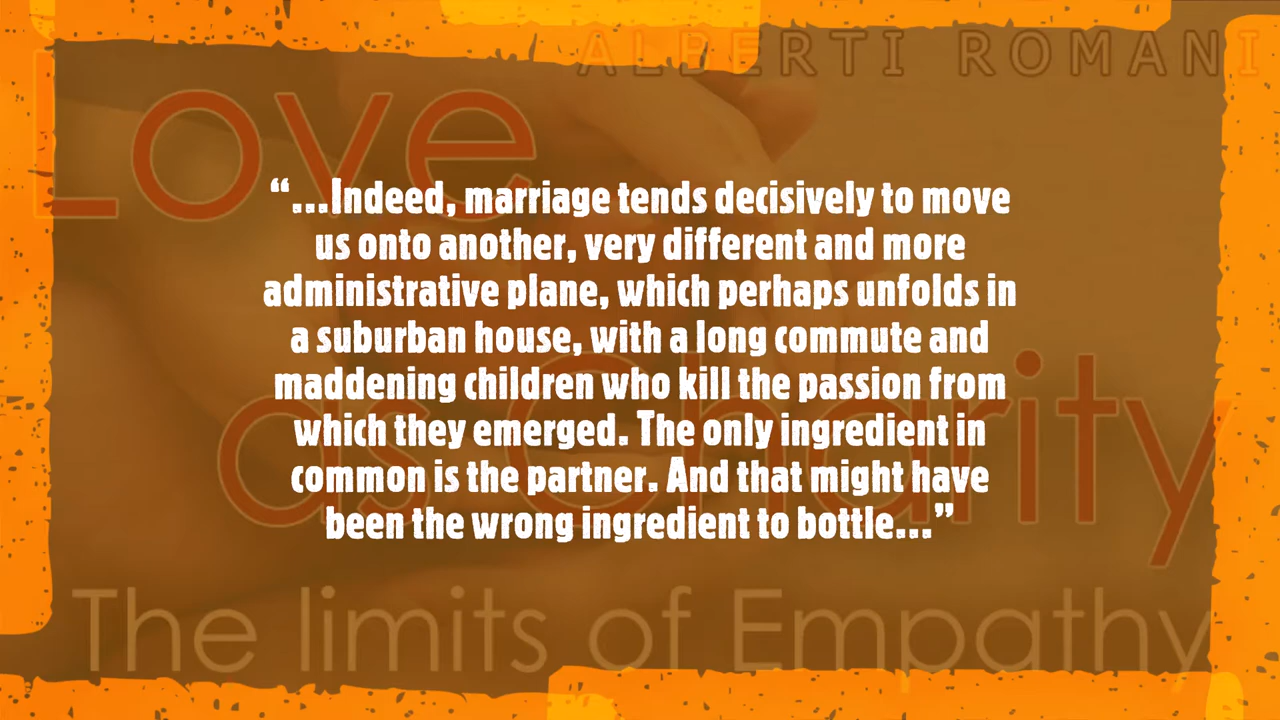 ALBERTI ROMANI
Love
“...Indeed, marriage tends decisively to move
us onto another, very different and more
administrative plane, which perhaps unfolds in
a suburban house, with a long commute and
maddening children who kill the passion from
which they emerged. The only ingredient in
common is the partner. And that might have
been the wrong ingredient to bottle...”
as Charity
The limits of Empathy